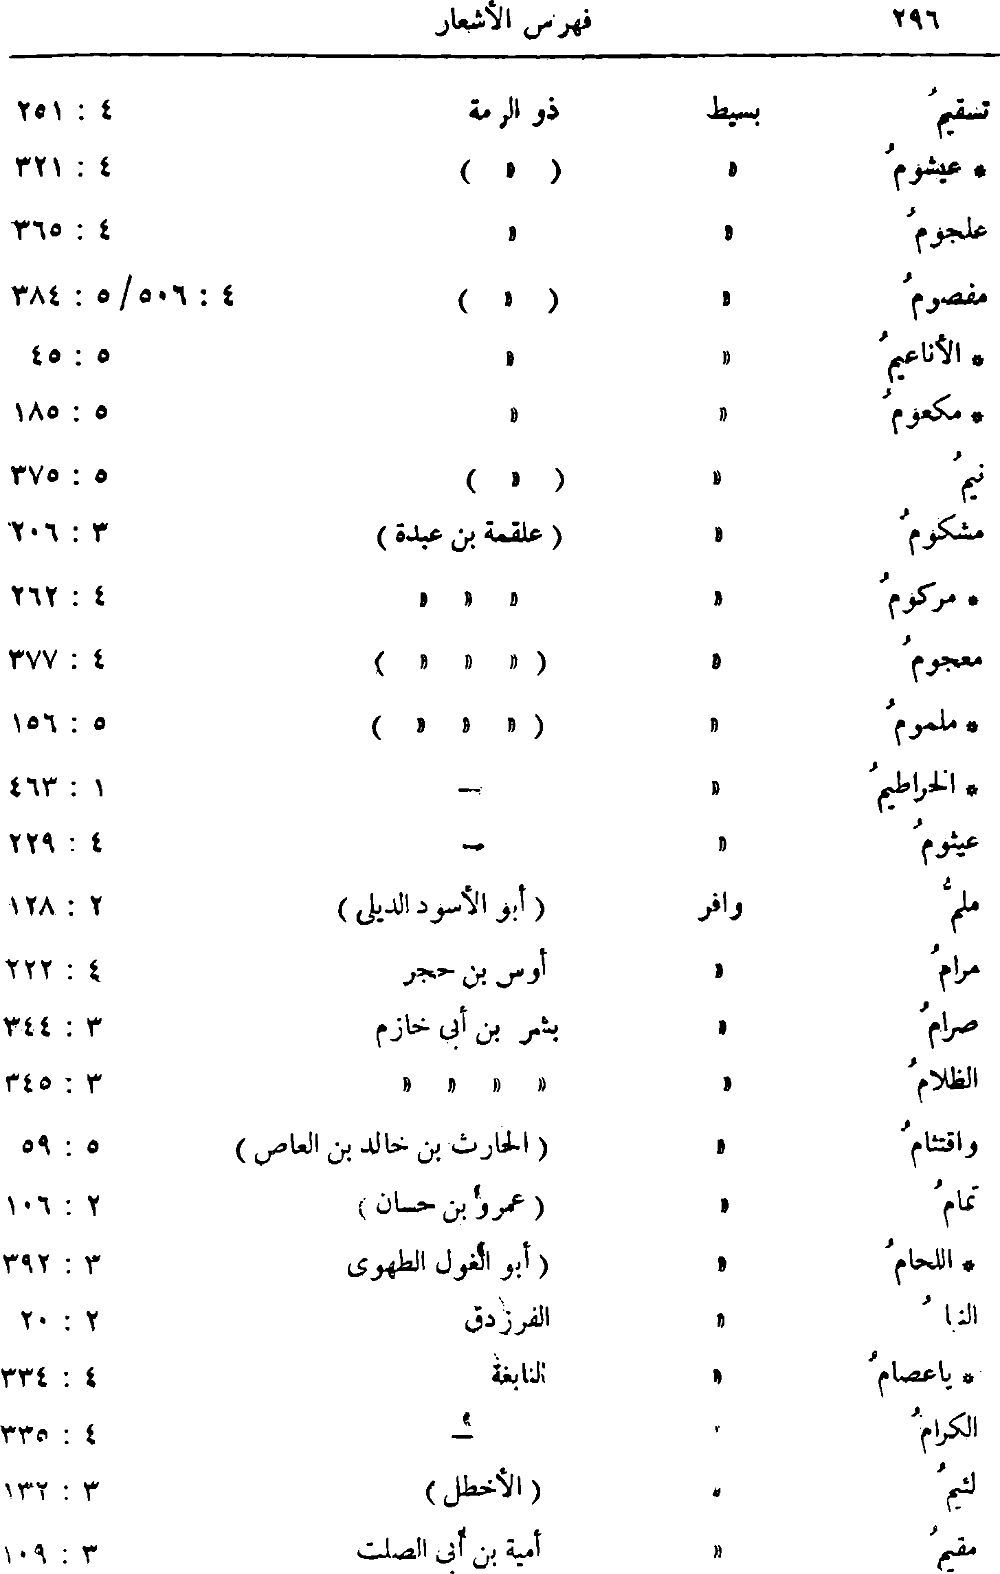 ٢٩٦ فهرس الأشعار
تسقيمُ بسيط ذو الرمة ٤ : ٢٥١
* عيشومُ » ( » ) ٤ : ٣٢١
علجومُ » » ٤ : ٣٦٥
مفصومُ » ( » ) ٤ : ٥٠٦/ ٥ : ٣٨٤
* الأناعيمُ » » ٥ : ٤٥
* مكعومُ » » ٥ : ١٨٥
نيمُ » ( » ) ٥ : ٣٧٥
مشكومُ » ( علقمة بن عبدة ) ٣ : ٢٠٦
* مركومُ » » » » ٤ : ٢٦٢
معجومُ » ( » » » ) ٤ : ٣٧٧
* ملمومُ » ( » » » ) ٥ : ١٥٦
* الخراطيمُ » — ١ : ٤٦٣
عيثومُ » — ٤ : ٢٢٩
ملمُّ وافر ( أبو الأسود الديلى ) ٢ : ١٢٨
مرامُ » أوس بن حجر ٤ : ٢٢٢
صرامُ » بشر بن أبى خازم ٣ : ٣٤٤
الظلامُ » » » » » ٣ : ٣٤٥
واقتثامُ » ( الحارث بن خالد بن العاص ) ٥ : ٥٩
تمامُ » ( عمرو بن حسان ) ٢ : ١٠٦
* اللحامُ » ( أبو الغول الطهوى ٣ : ٣٩٢
» الفرزدق ٢ : ٢٠
* ياعصامُ » النابغة ٤ : ٣٣٤
الكرامُ — ٤ : ٣٣٥
لئيمُ » ( الأخطل ) ٣ : ١٣٢
مقيمُ » أمية بن أبى الصلت ٣ : ١٠٩